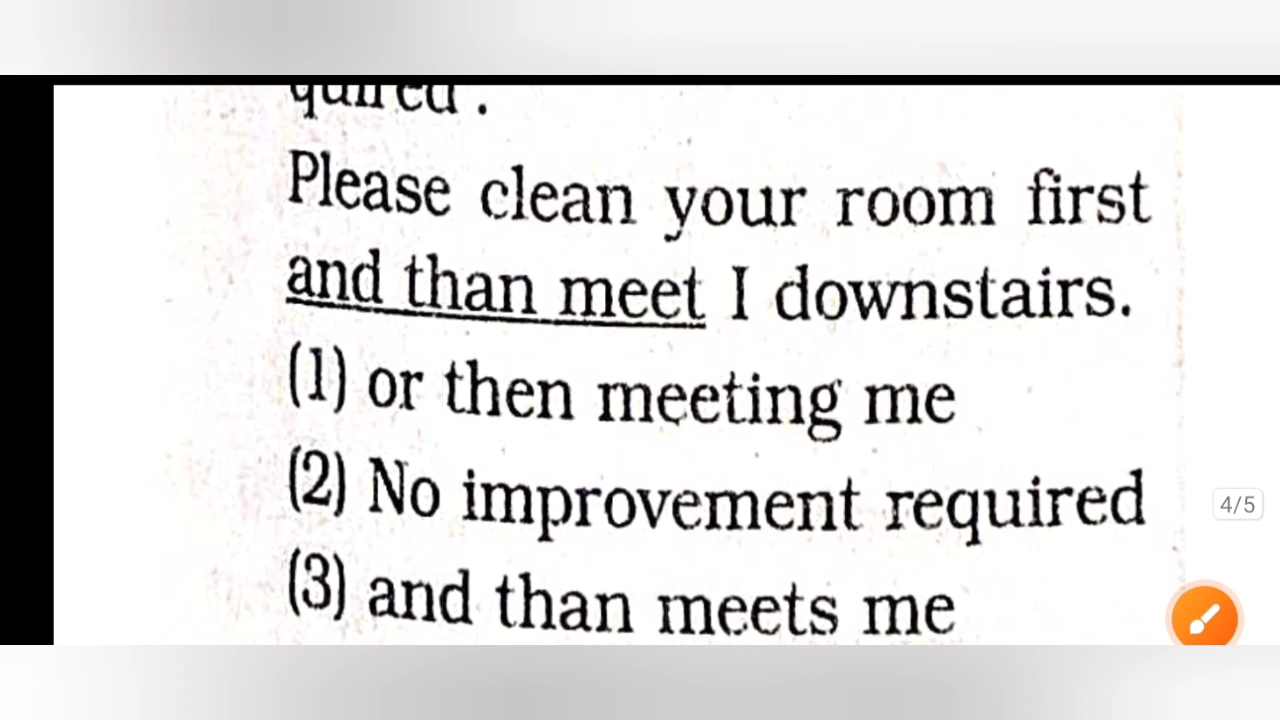 quired'.
Please clean your room first
and than meet I downstairs.
(1) or then meeting me
(2) No improvement required
(3) and than meets me
4/5